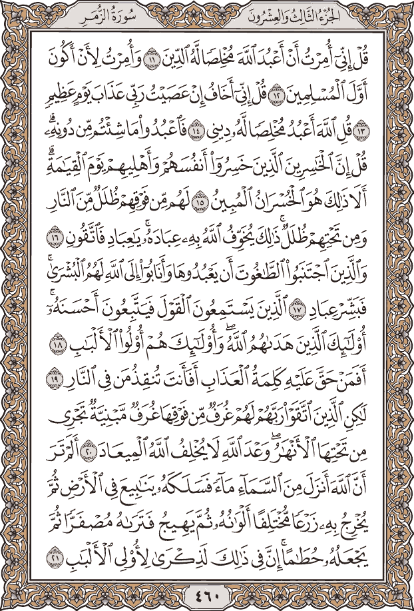 الجُزْءُ الثَّالِثُ وَالعِشْرُونَ سُورَةُ الزُّمَرِ
قُلْ إِنِّىٓ أُمِرْتُ أَنْ أَعْبُدَ ٱللَّهَ مُخْلِصًا لَّهُ ٱلدِّينَ ١١ وَأُمِرْتُ لِأَنْ أَكُونَ
أَوَّلَ ٱلْمُسْلِمِينَ ١٢ قُلْ إِنِّىٓ أَخَافُ إِنْ عَصَيْتُ رَبِّى عَذَابَ يَوْمٍ عَظِيمٍ
١٣ قُلِ ٱللَّهَ أَعْبُدُ مُخْلِصًا لَّهُۥ دِينِى ١٤ فَٱعْبُدُوا۟ مَا شِئْتُم مِّن دُونِهِۦۗ
قُلْ إِنَّ ٱلْخَٰسِرِينَ ٱلَّذِينَ خَسِرُوٓا۟ أَنفُسَهُمْ وَأَهْلِيهِمْ يَوْمَ ٱلْقِيَٰمَةِۗ
أَلَا ذَٰلِكَ هُوَ ٱلْخُسْرَانُ ٱلْمُبِينُ ١٥ لَهُم مِّن فَوْقِهِمْ ظُلَلٌ مِّنَ ٱلنَّارِ
وَمِن تَحْتِهِمْ ظُلَلٌۚ ذَٰلِكَ يُخَوِّفُ ٱللَّهُ بِهِۦ عِبَادَهُۥۚ يَٰعِبَادِ فَٱتَّقُونِ ١٦
وَٱلَّذِينَ ٱجْتَنَبُوا۟ ٱلطَّٰغُوتَ أَن يَعْبُدُوهَا وَأَنَابُوٓا۟ إِلَى ٱللَّهِ لَهُمُ ٱلْبُشْرَىٰۚ
فَبَشِّرْ عِبَادِ ١٧ ٱلَّذِينَ يَسْتَمِعُونَ ٱلْقَوْلَ فَيَتَّبِعُونَ أَحْسَنَهُۥٓۚ
أُو۟لَٰٓئِكَ ٱلَّذِينَ هَدَىٰهُمُ ٱللَّهُۖ وَأُو۟لَٰٓئِكَ هُمْ أُو۟لُوا۟ ٱلْأَلْبَٰبِ ١٨
أَفَمَنْ حَقَّ عَلَيْهِ كَلِمَةُ ٱلْعَذَابِ أَفَأَنتَ تُنقِذُ مَن فِى ٱلنَّارِ ١٩
لَٰكِنِ ٱلَّذِينَ ٱتَّقَوْا۟ رَبَّهُمْ لَهُمْ غُرَفٌ مِّن فَوْقِهَا غُرَفٌ مَّبْنِيَّةٌ تَجْرِى
مِن تَحْتِهَا ٱلْأَنْهَٰرُۖ وَعْدَ ٱللَّهِ لَا يُخْلِفُ ٱللَّهُ ٱلْمِيعَادَ ٢٠ أَلَمْ تَرَ
أَنَّ ٱللَّهَ أَنزَلَ مِنَ ٱلسَّمَآءِ مَآءً فَسَلَكَهُۥ يَنَٰبِيعَ فِى ٱلْأَرْضِ ثُمَّ
يُخْرِجُ بِهِۦ زَرْعًا مُّخْتَلِفًا أَلْوَٰنُهُۥ ثُمَّ يَهِيجُ فَتَرَىٰهُ مُصْفَرًّا ثُمَّ
يَجْعَلُهُۥ حُطَٰمًاۚ إِنَّ فِى ذَٰلِكَ لَذِكْرَىٰ لِأُو۟لِى ٱلْأَلْبَٰبِ ٢١
٤٦٠